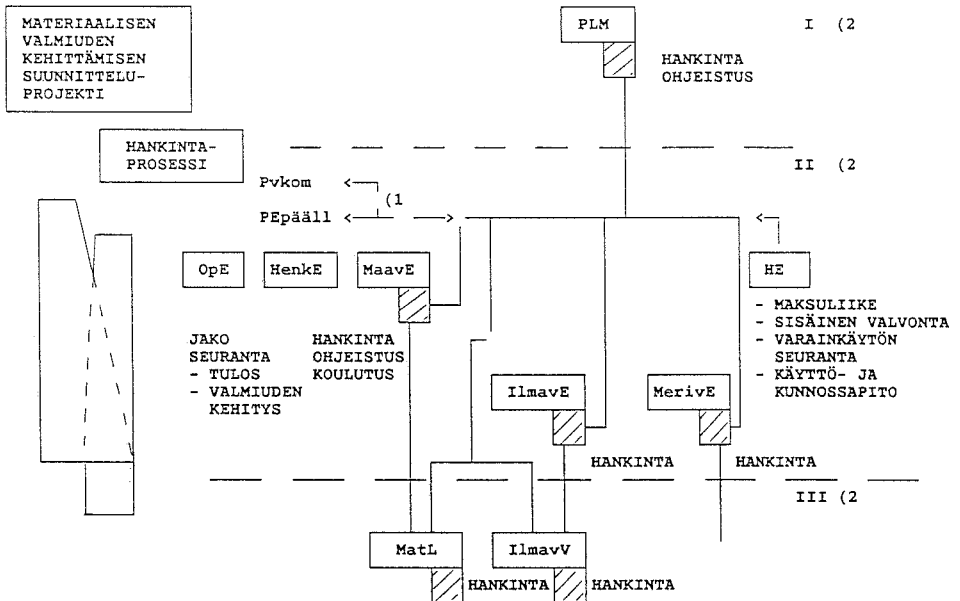 MATERIAALISEN
VALMIUDEN
KEHITTÄMISEN
SUUNNITTELU-
PROJEKTI
PLM
I (2
HANKINTA
OHJEISTUS
HANKINTA-
PROSESSI
II (2
Pvkom
(1
PEpääll
OpE
HenkE
MaavE
HE
JAKO
SEURANTA
- TULOS
- VALMIUDEN
KEHITYS
HANKINTA
OHJEISTUS
KOULUTUS
- MAKSULIIKE
- SISÄINEN VALVONTA
- VARAINKÄYTÖN
SEURANTA
- KÄYTTÖ- JA
KUNNOSSAPITO
IlmavE
MerivE
HANKINTA
HANKINTA
III (2
MatL
IlmavV
HANKINTA
HANKINTA